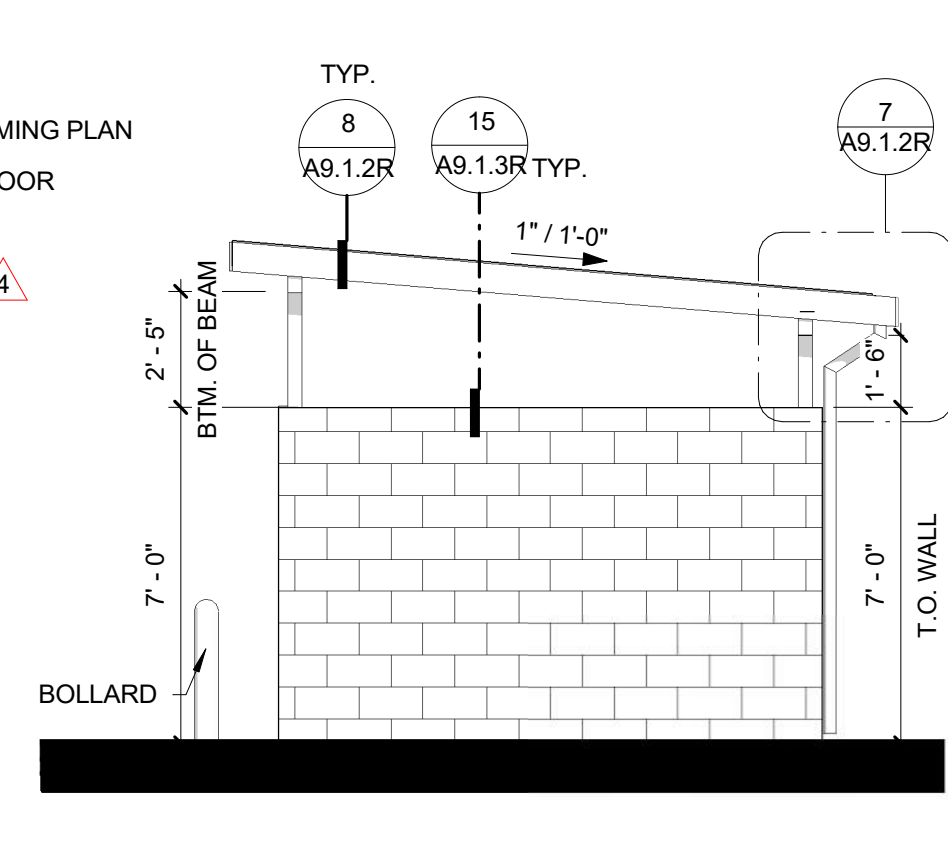 TYP.
8
A9.1.2R
15
A9.1.3R TYP.
7
A9.1.2R
MING PLAN
OOR
4
1" / 1'-0"
BTM. OF BEAM
2' - 5"
1' - 6"
7' - 0"
7' - 0"
T.O. WALL
BOLLARD